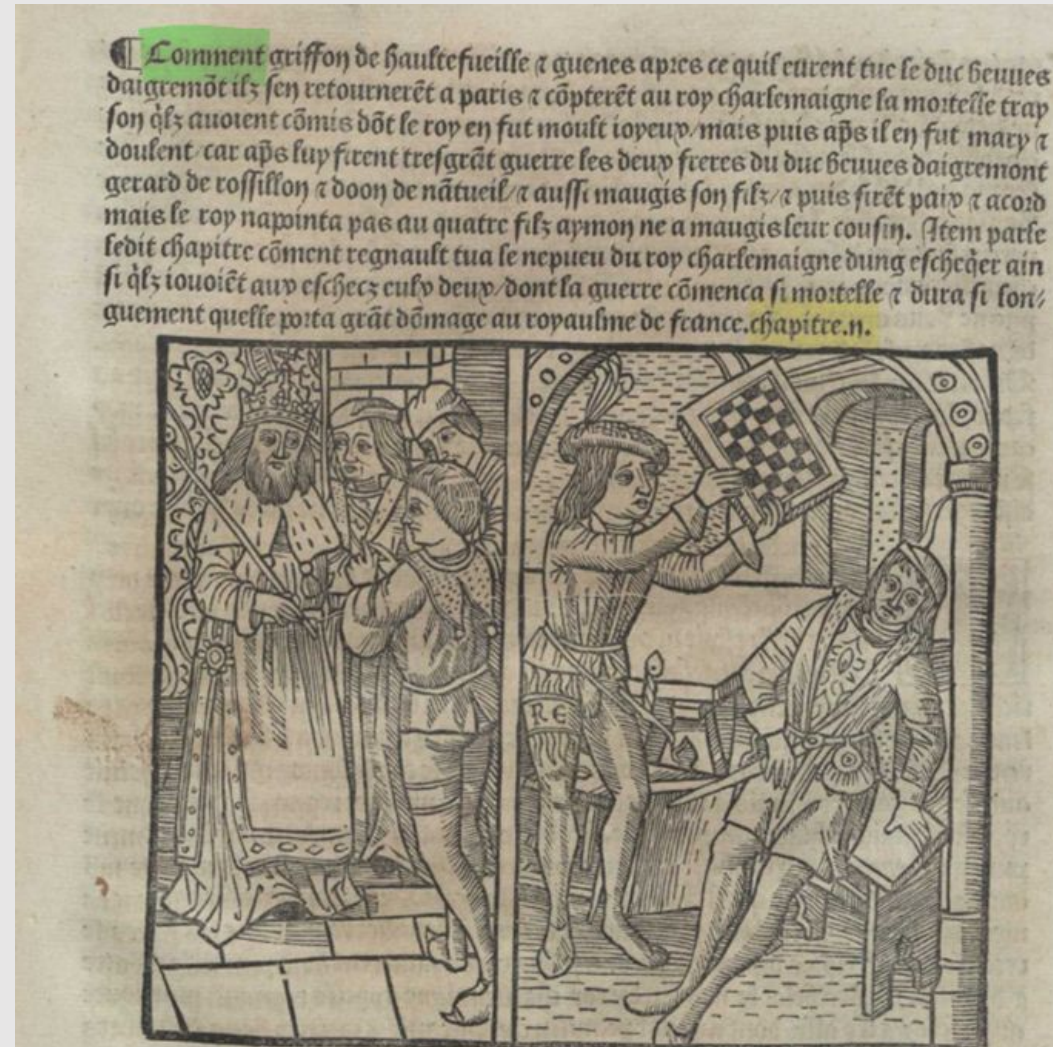 ¶ Comment griffon de haultefueille ⁊ guenes apres ce quil eurent tue le duc beuues
daigremōt ilz sen retournerēt a paris ⁊ cōpterēt au roy charlemaigne la mortelle tray
son q̄lz auoient cōmis dōt le roy en fut moult ioyeux/mais puis ap̄s il en fut mary ⁊
doulent/car ap̄s luy firent tresgrāt guerre les deux freres du duc beuues daigremont
gerard de rossillon ⁊ doon de nātueil/⁊ aussi maugis son filz/⁊ puis firēt paix ⁊ acord
mais le roy napointa pas au quatre filz aymon ne a maugis leur cousin. Item parle
ledit chapitre cōment regnault tua le nepueu du roy charlemaigne dung escheq̄er ain
si q̄lz iouoiēt aux eschecz eulx deux/dont la guerre cōmenca si mortelle ⁊ dura si lon/
guement quelle porta grāt dōmage au royaulme de france.chapitre.n.
RE